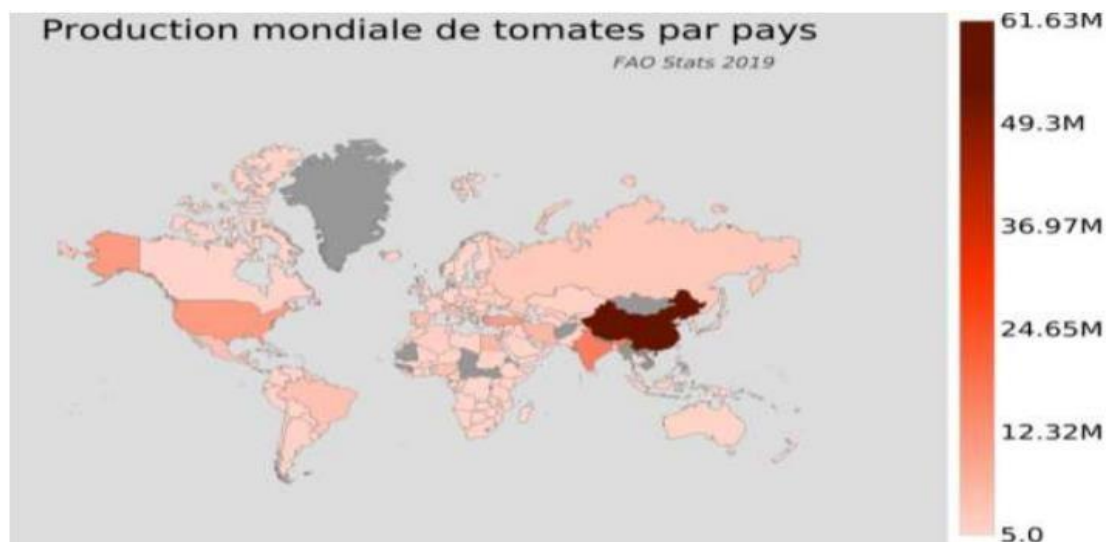 Production mondiale de tomates par pays
FAO Stats 2019
61.63M
49.3M
36.97M
24.65M
12.32M
5.0